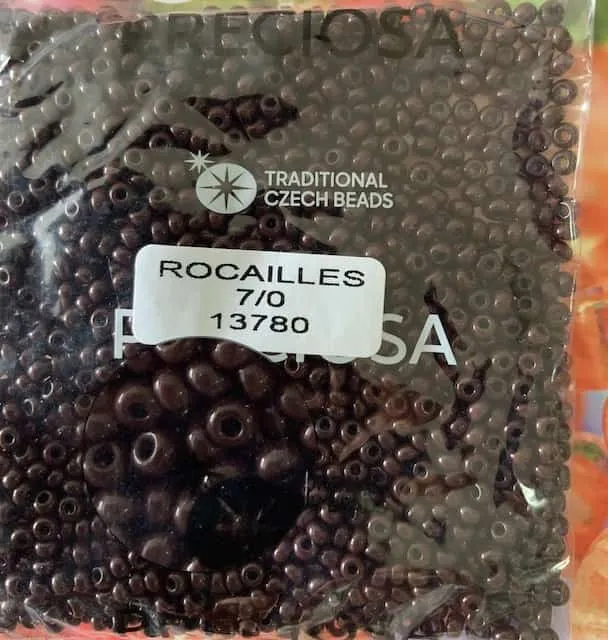 PRECIOSA
TRADITIONAL
CZECH BEADS
ROCAILLES
7/0
13780
PRECIOSA